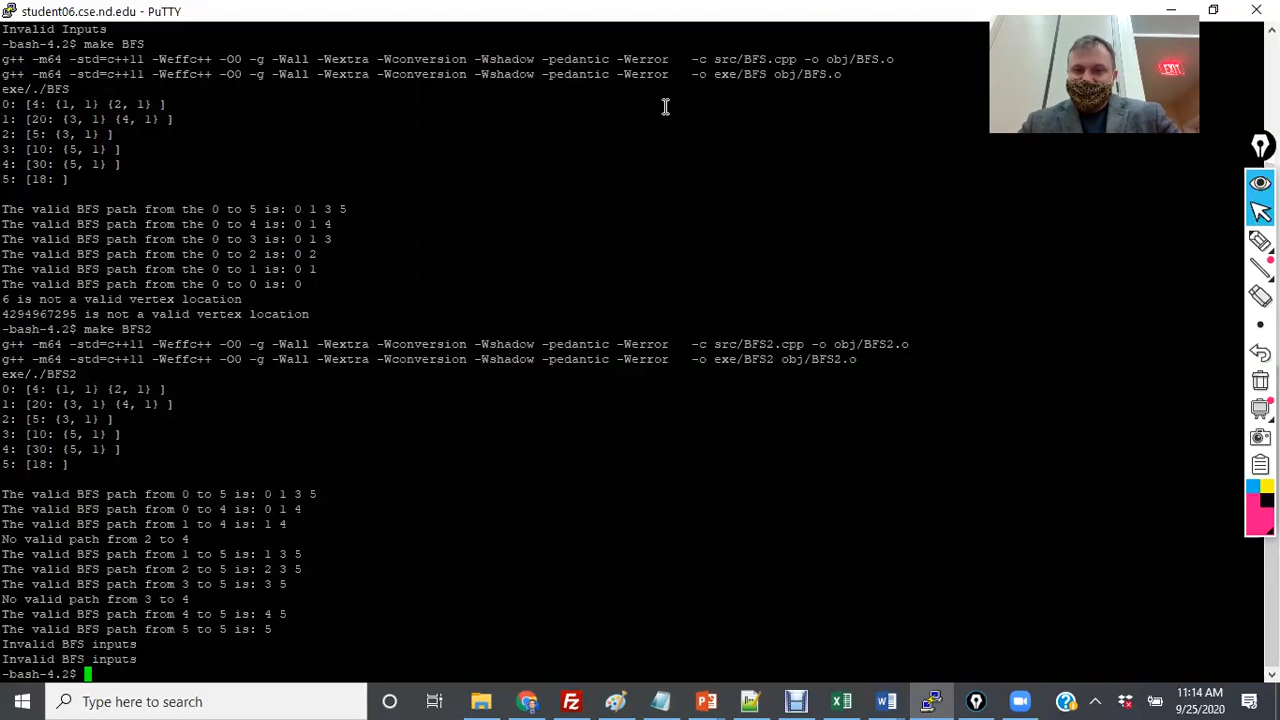 student06.cse.nd.edu - PuTTY
Invalid Inputs
-bash-4.2$ make BFS
g++ -m64 -std=c++11 -Weffc++ -O0 -g -Wall -Wextra -Wconversion -Wshadow -pedantic -Werror   -c src/BFS.cpp -o obj/BFS.o
g++ -m64 -std=c++11 -Weffc++ -O0 -g -Wall -Wextra -Wconversion -Wshadow -pedantic -Werror   -o exe/BFS obj/BFS.o
exe/./BFS
0: [4: {1, 1} {2, 1} ]
1: [20: {3, 1} {4, 1} ]
2: [5: {3, 1} ]
3: [10: {5, 1} ]
4: [30: {5, 1} ]
5: [18: ]
The valid BFS path from the 0 to 5 is: 0 1 3 5
The valid BFS path from the 0 to 4 is: 0 1 4
The valid BFS path from the 0 to 3 is: 0 1 3
The valid BFS path from the 0 to 2 is: 0 2
The valid BFS path from the 0 to 1 is: 0 1
The valid BFS path from the 0 to 0 is: 0
6 is not a valid vertex location
4294967295 is not a valid vertex location
-bash-4.2$ make BFS2
g++ -m64 -std=c++11 -Weffc++ -O0 -g -Wall -Wextra -Wconversion -Wshadow -pedantic -Werror   -c src/BFS2.cpp -o obj/BFS2.o
g++ -m64 -std=c++11 -Weffc++ -O0 -g -Wall -Wextra -Wconversion -Wshadow -pedantic -Werror   -o exe/BFS2 obj/BFS2.o
exe/./BFS2
0: [4: {1, 1} {2, 1} ]
1: [20: {3, 1} {4, 1} ]
2: [5: {3, 1} ]
3: [10: {5, 1} ]
4: [30: {5, 1} ]
5: [18: ]
The valid BFS path from 0 to 5 is: 0 1 3 5
The valid BFS path from 0 to 4 is: 0 1 4
The valid BFS path from 1 to 4 is: 1 4
No valid path from 2 to 4
The valid BFS path from 1 to 5 is: 1 3 5
The valid BFS path from 2 to 5 is: 2 3 5
The valid BFS path from 3 to 5 is: 3 5
No valid path from 3 to 4
The valid BFS path from 4 to 5 is: 4 5
The valid BFS path from 5 to 5 is: 5
Invalid BFS inputs
Invalid BFS inputs
-bash-4.2$
EXIT
Type here to search
11:14 AM
9/25/2020